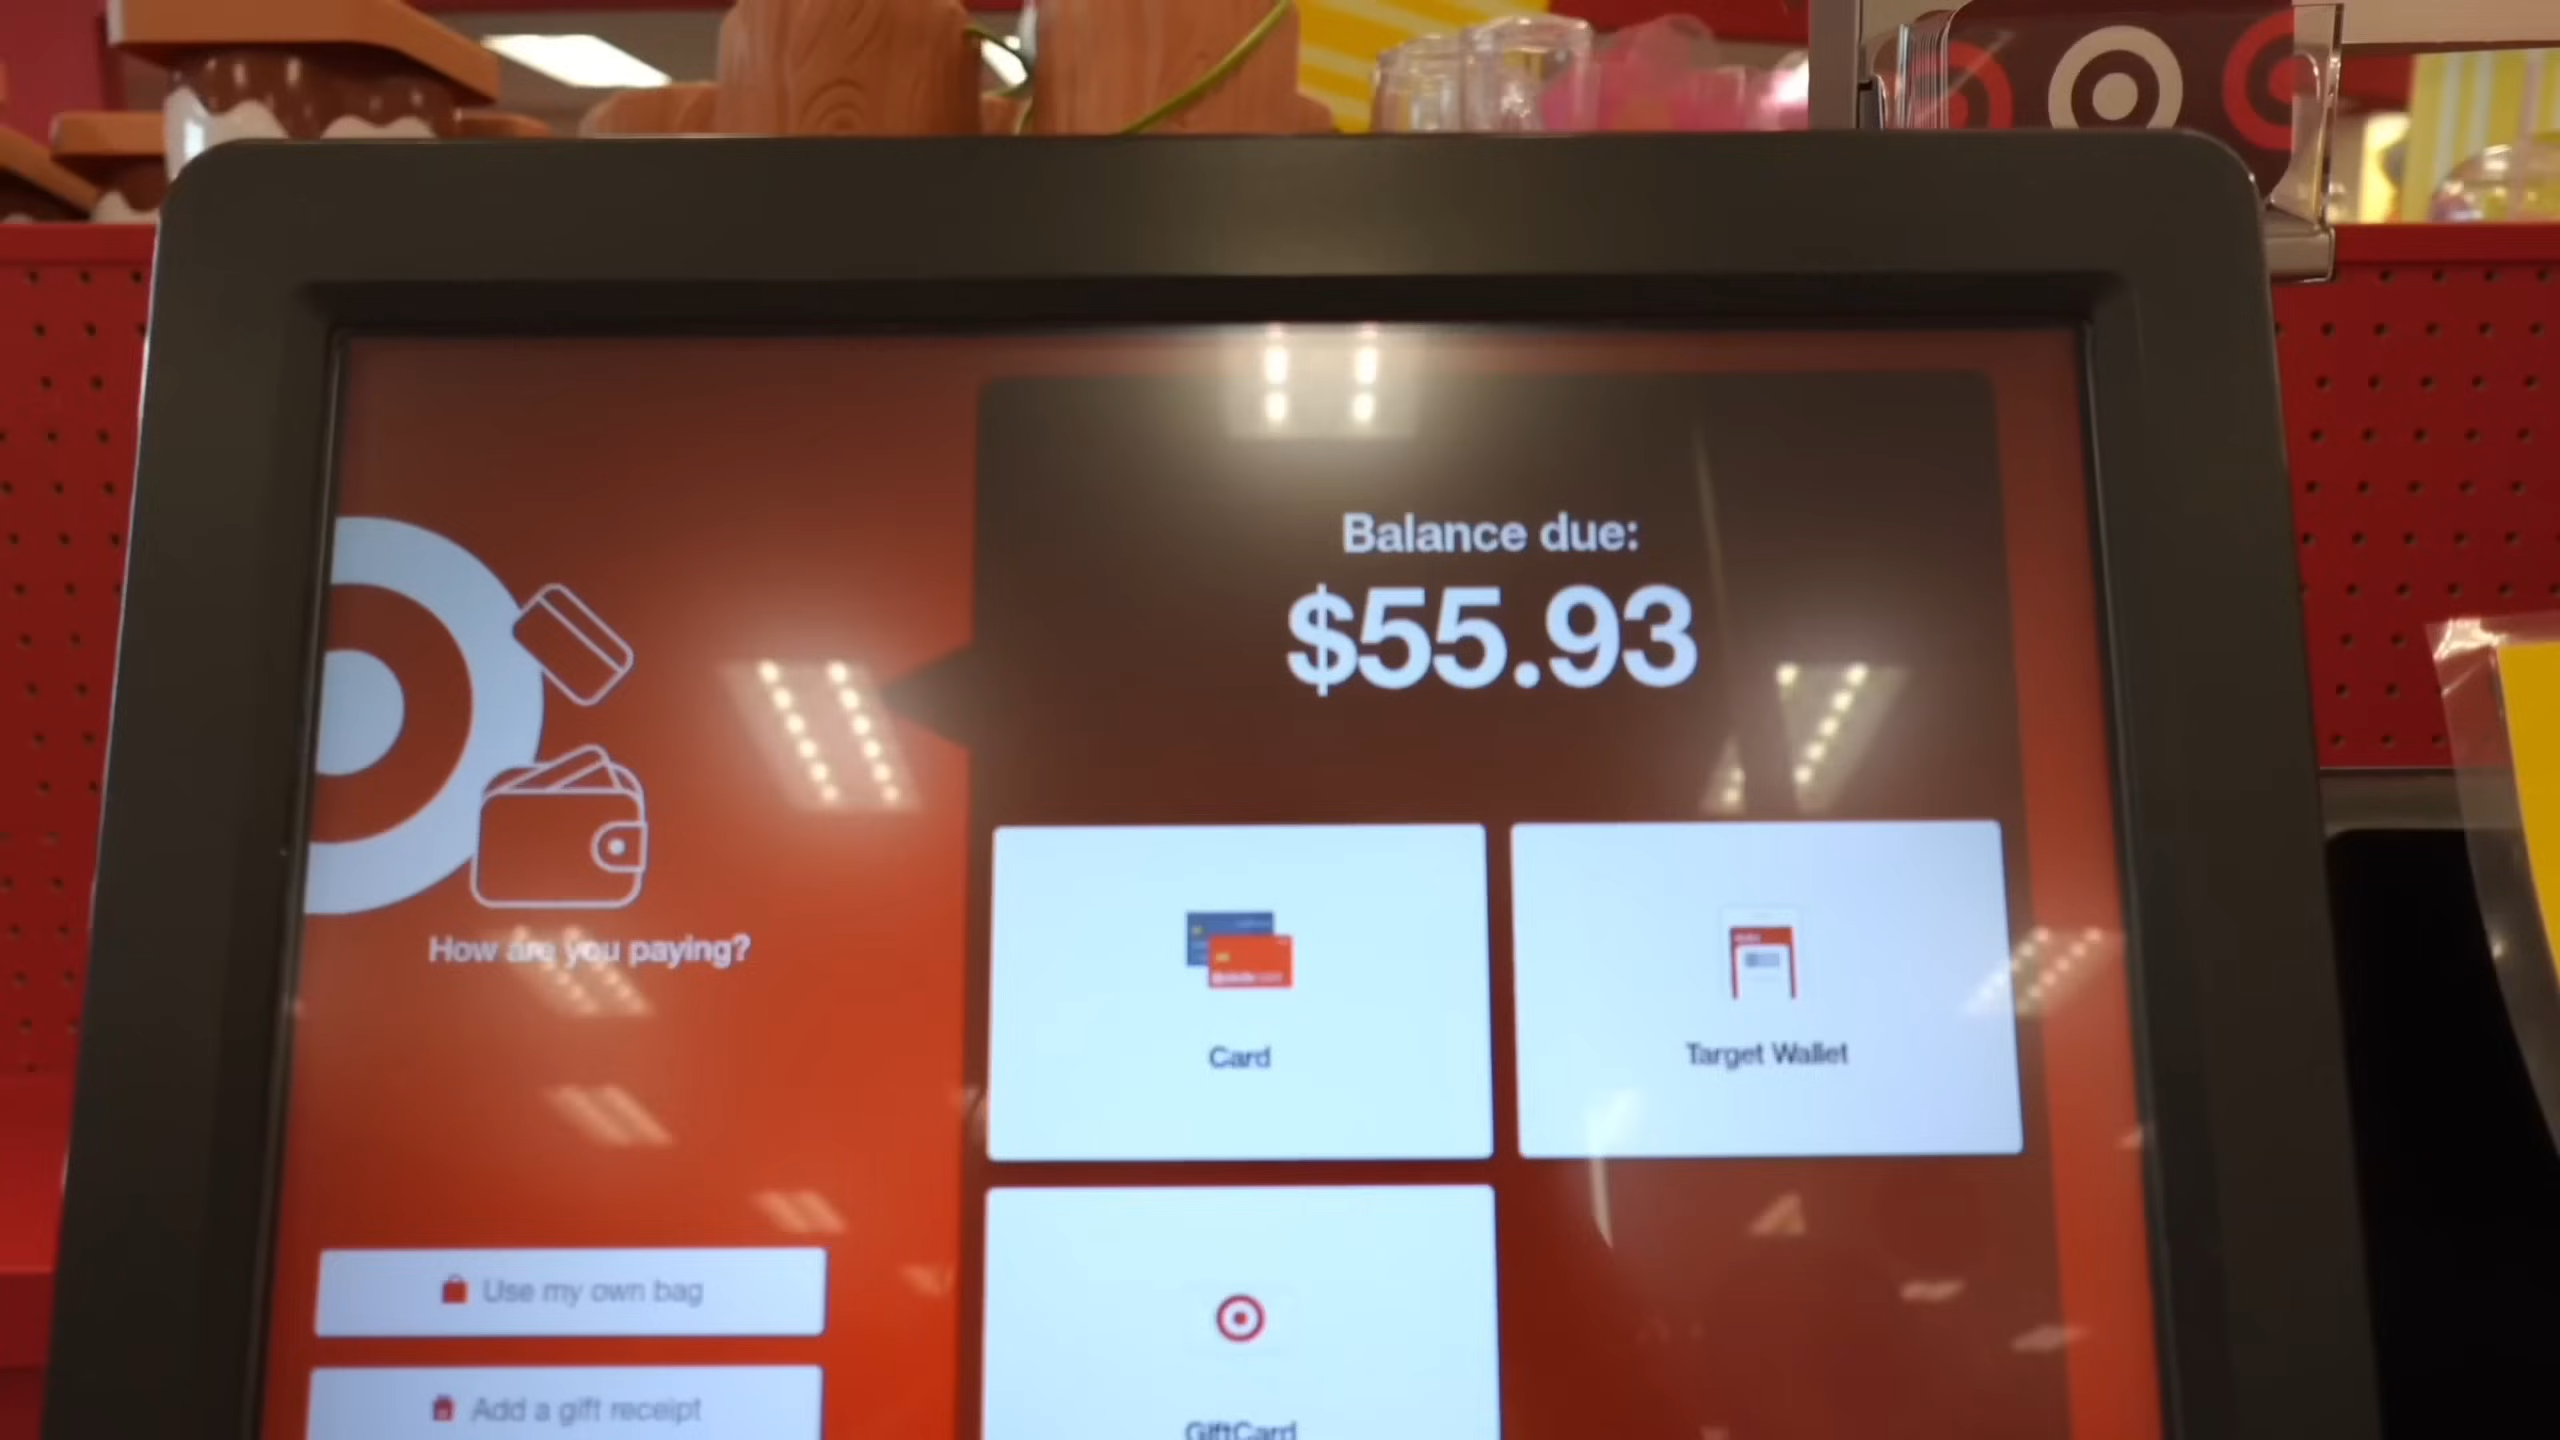 Balance due:
$55.93
How are you paying?
Card
Target Wallet
Use my own bag
Add a gift receipt
GiftCard